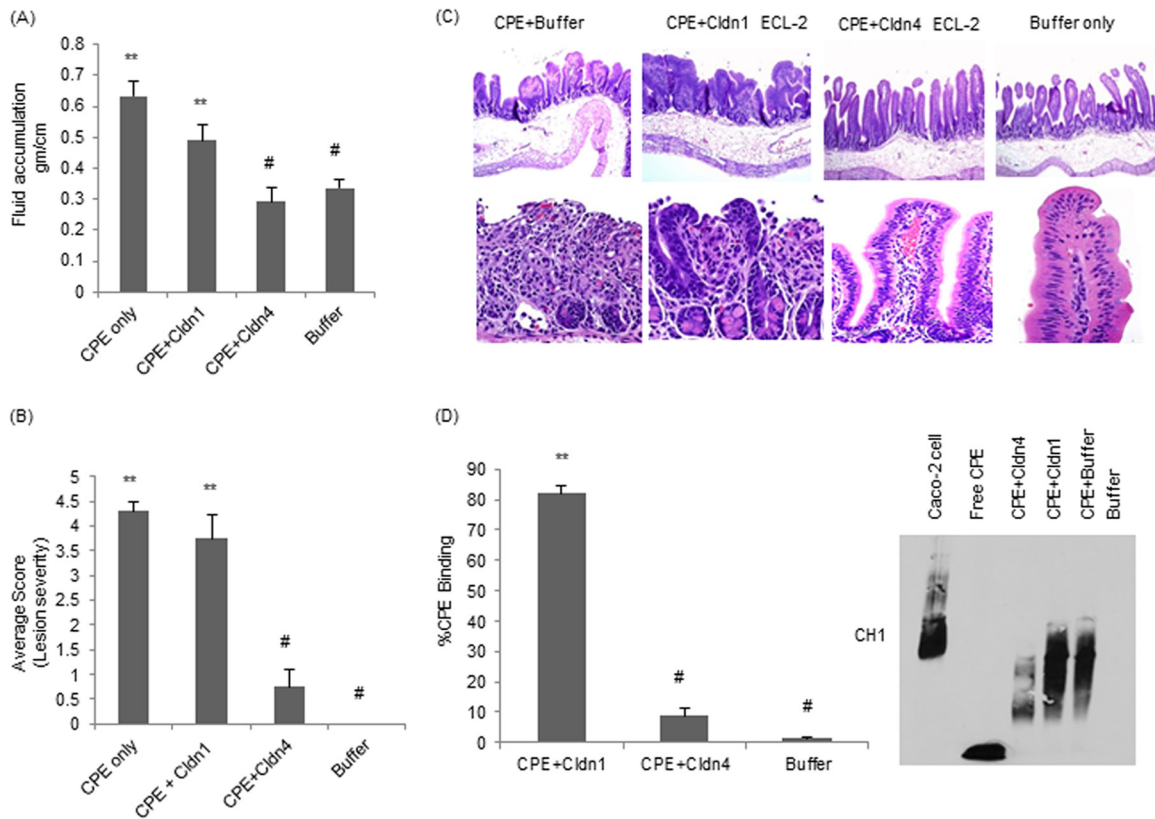 (A)
0.8
0.7
0.6
0.5
0.4
0.3
0.2
0.1
0
Fluid accumulation
gm/cm
**
**
#
#
CPE only
CPE+Cldn1
CPE+Cldn4
Buffer
(B)
5
4.5
4
3.5
3
2.5
2
1.5
1
0.5
0
Average Score
(Lesion severity)
**
**
#
#
CPE only
CPE + Cldn1
CPE+Cldn4
Buffer
(C)
CPE+Buffer
CPE+Cldn1 ECL-2
CPE+Cldn4 ECL-2
Buffer only
(D)
90
80
70
60
50
40
30
20
10
0
%CPE Binding
**
#
#
CPE+Cldn1
CPE+Cldn4
Buffer
Caco-2 cell
Free CPE
CPE+Cldn4
CPE+Cldn1
CPE+Buffer
Buffer
CH1